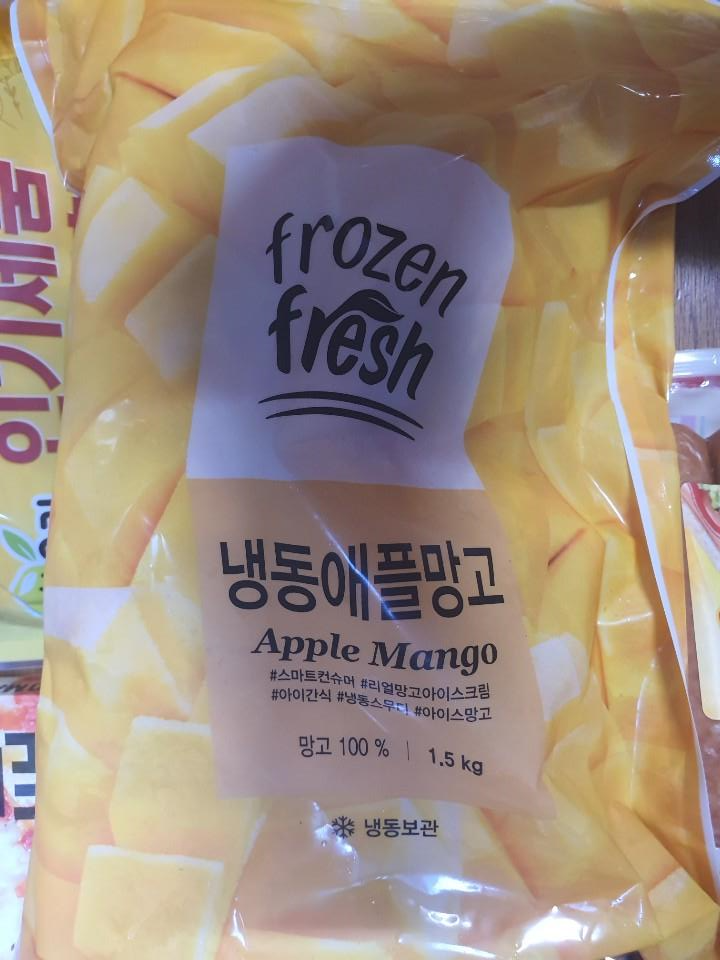 frozen
fresh
냉동애플망고
Apple Mango
#스마트컨슈머 #리얼망고아이스크림
#아이간식 #냉동스무디 #아이스망고
망고 100 % | 1.5 kg
냉동보관